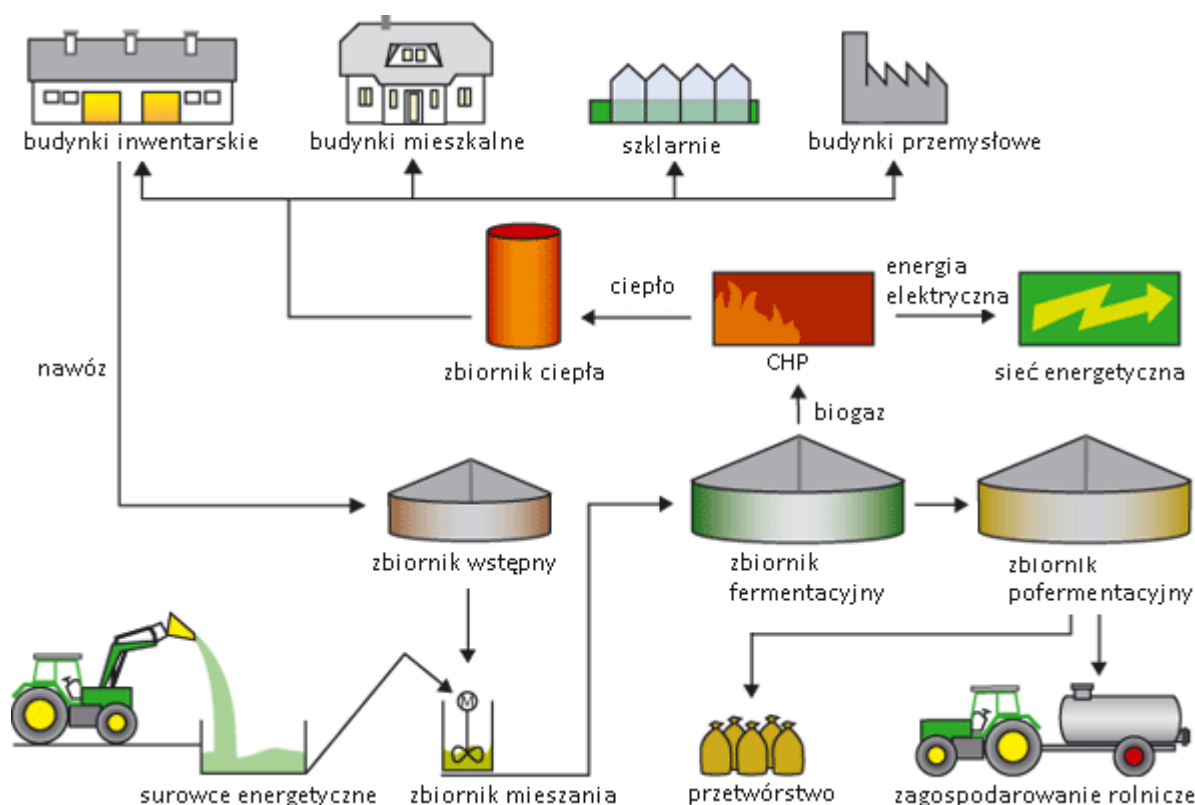 budynki inwentarskie
budynki mieszkalne
szklarnie
budynki przemysłowe
ciepło
energia
elektryczna
nawóz
zbiornik ciepła
CHP
sieć energetyczna
biogaz
zbiornik wstępny
zbiornik
fermentacyjny
zbiornik
pofermentacyjny
M
surowce energetyczne
zbiornik mieszania
przetwórstwo
zagospodarowanie rolnicze